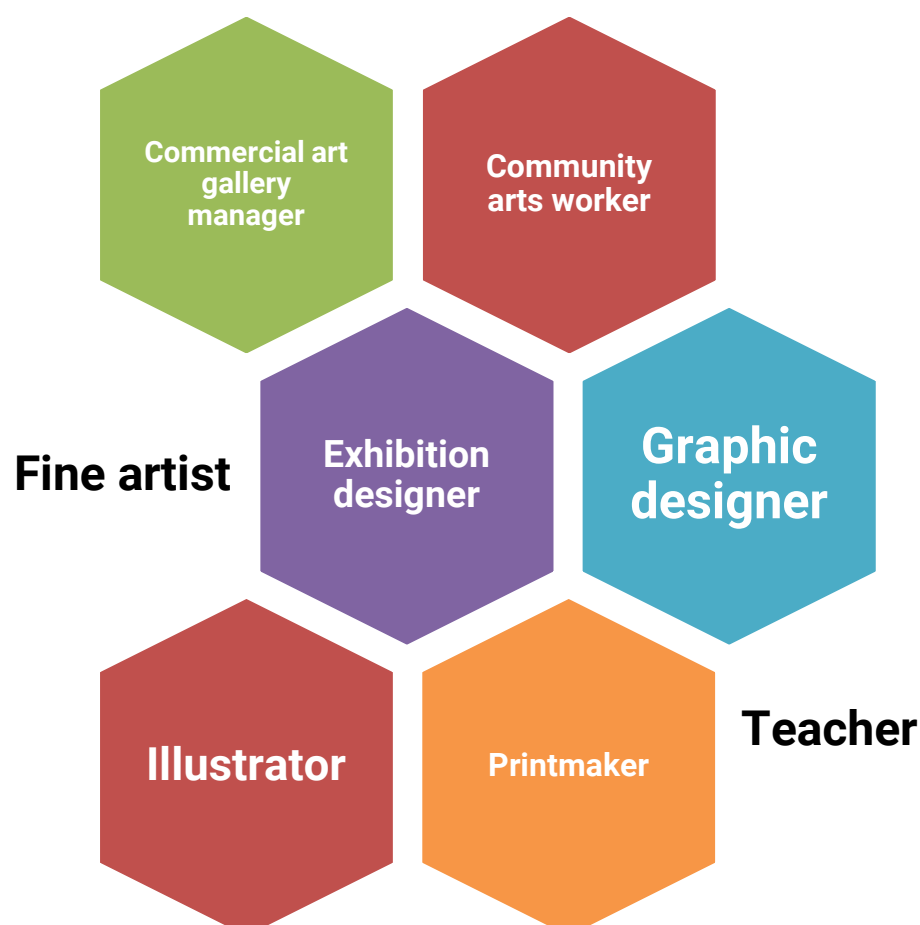 Commercial art
gallery
manager
Community
arts worker
Fine artist
Exhibition
designer
Graphic
designer
Illustrator
Printmaker
Teacher